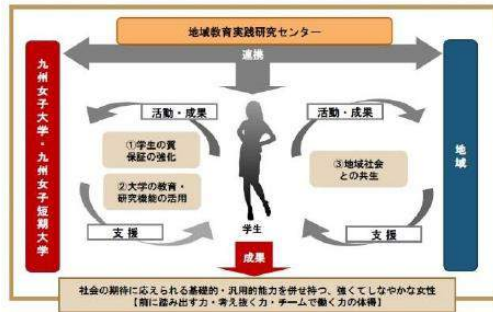 地域教育実践研究センター
連携
九州女子大学・九州女子短期大学
地域
活動・成果
活動・成果
①学生の質
保証の強化
②大学の教育・
研究機能の活用
③地域社会
との共生
支援
学生
支援
成果
社会の期待に応えられる基礎的・汎用的能力を併せ持つ、強くてしなやかな女性
【前に踏み出す力・考え抜く力・チームで働く力の体得】